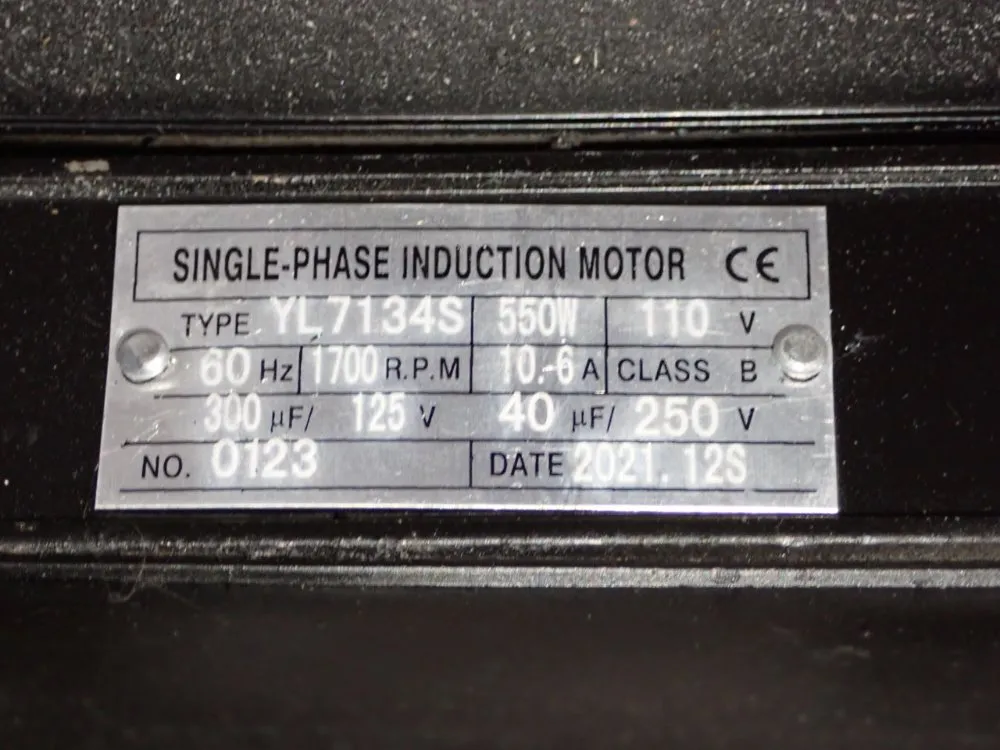 SINGLE-PHASE INDUCTION MOTOR CE
TYPE YL7134S 550W 110 V
60 Hz 1700 R.P.M 10.-6 A CLASS B
300 μF/ 125 V 40 μF/ 250 V
NO. 0123 DATE 2021. 12S